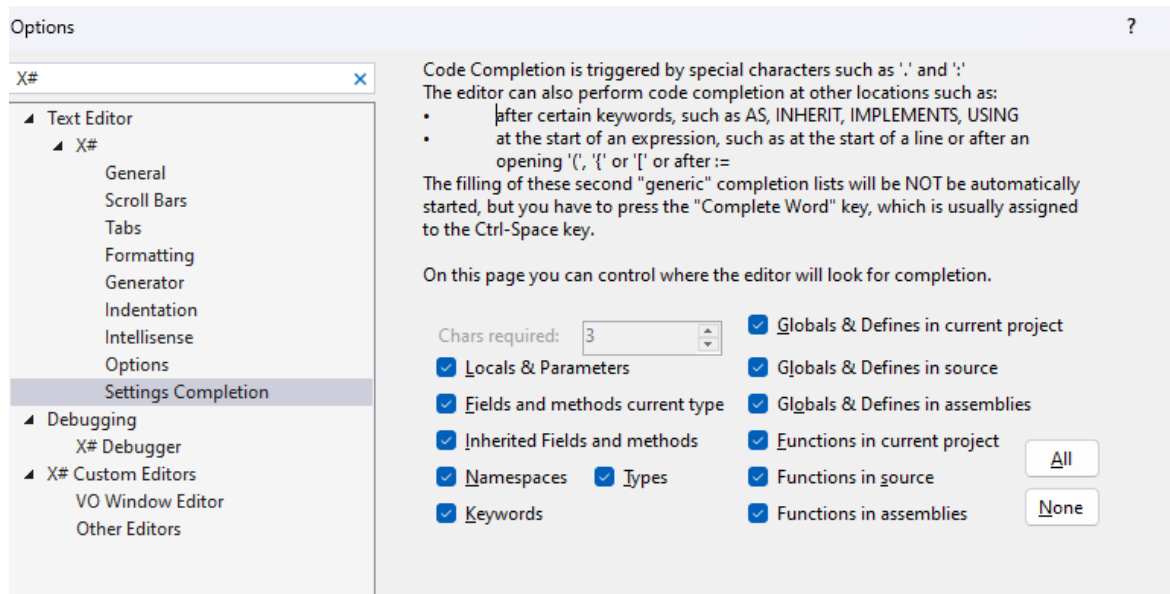 Options
?
X#
Text Editor
X#
General
Scroll Bars
Tabs
Formatting
Generator
Indentation
Intellisense
Options
Settings Completion
Debugging
X# Debugger
X# Custom Editors
VO Window Editor
Other Editors
Code Completion is triggered by special characters such as '.' and ':'
The editor can also perform code completion at other locations such as:
• after certain keywords, such as AS, INHERIT, IMPLEMENTS, USING
• at the start of an expression, such as at the start of a line or after an
opening '(', '{' or '[' or after :=
The filling of these second "generic" completion lists will be NOT be automatically
started, but you have to press the "Complete Word" key, which is usually assigned
to the Ctrl-Space key.
On this page you can control where the editor will look for completion.
Chars required: 3
Locals & Parameters
Fields and methods current type
Inherited Fields and methods
Namespaces Types
Keywords
Globals & Defines in current project
Globals & Defines in source
Globals & Defines in assemblies
Functions in current project
Functions in source
Functions in assemblies
All
None